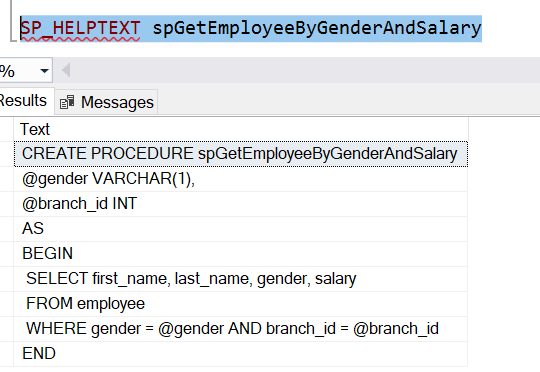 SP_HELPTEXT spGetEmployeeByGenderAndSalary
%
Results Messages
Text
CREATE PROCEDURE spGetEmployeeByGenderAndSalary
@gender VARCHAR(1),
@branch_id INT
AS
BEGIN
SELECT first_name, last_name, gender, salary
FROM employee
WHERE gender = @gender AND branch_id = @branch_id
END